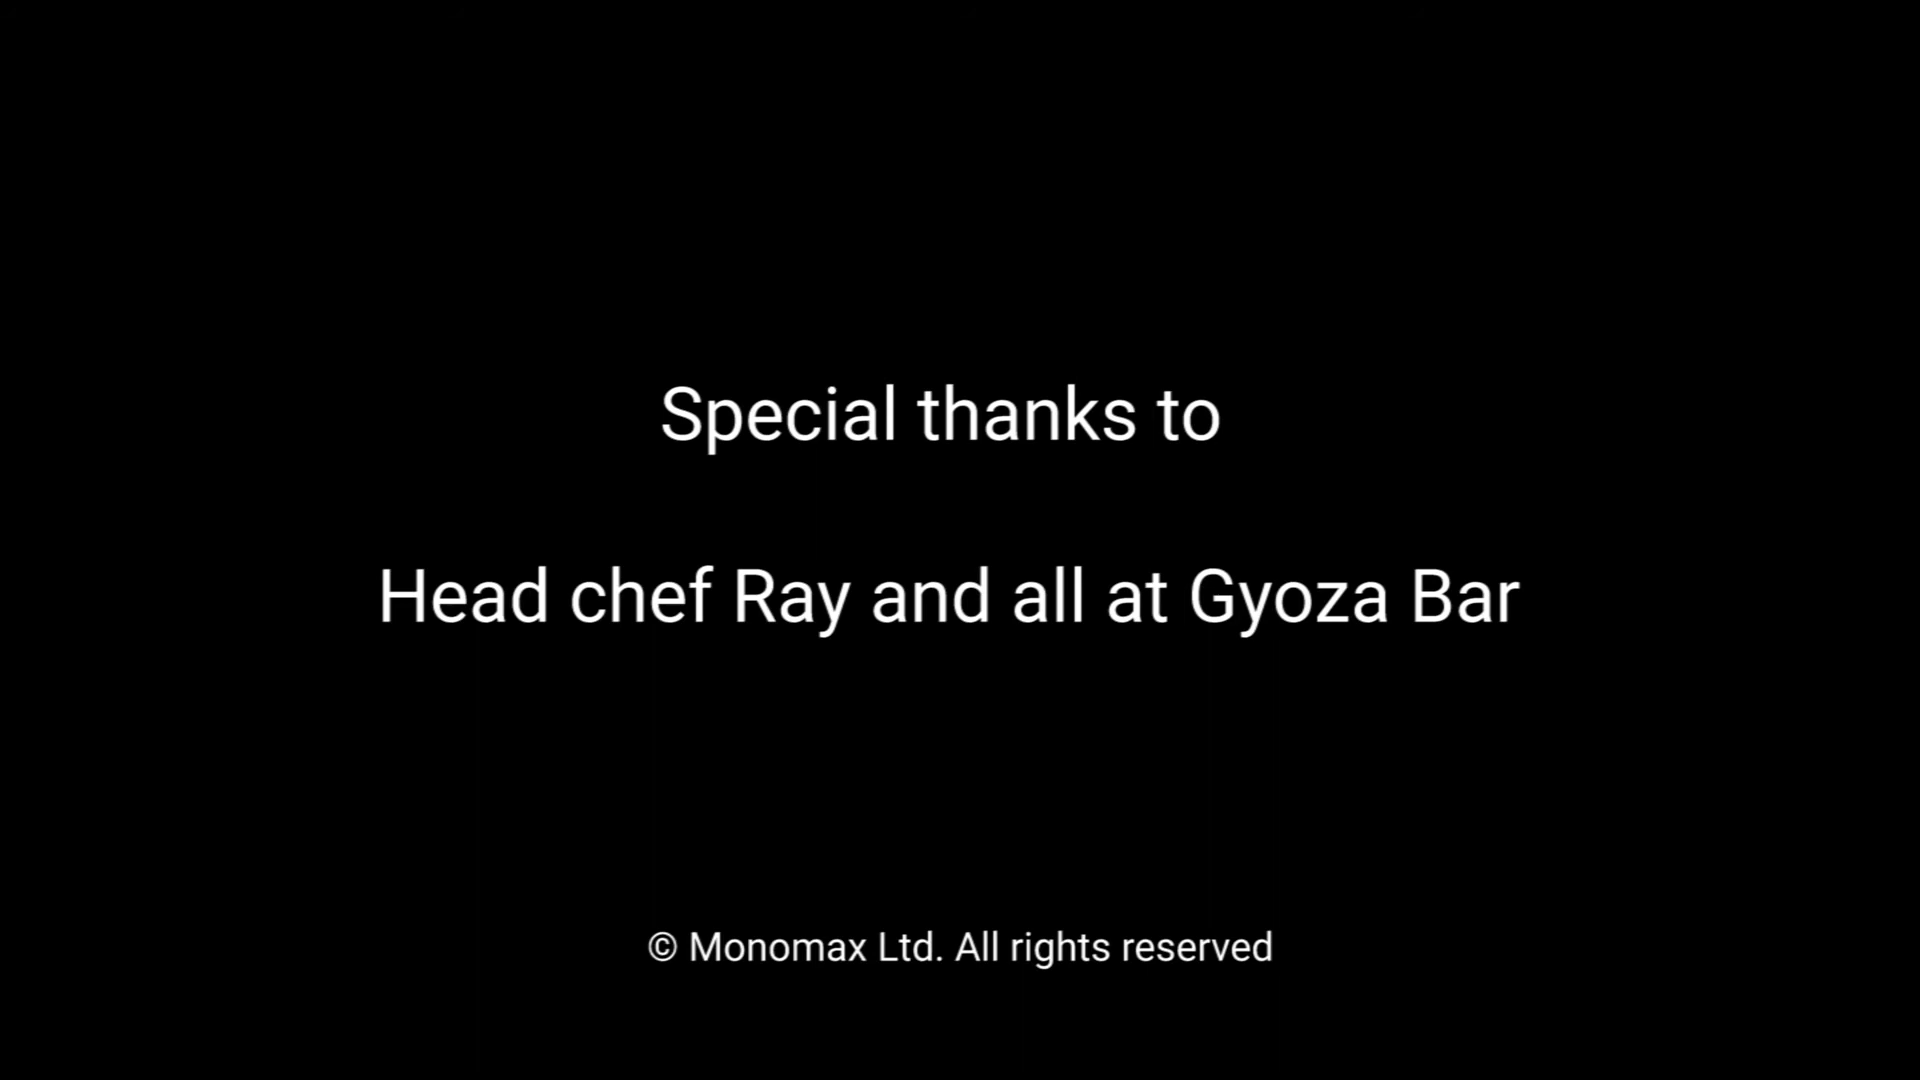 Special thanks to
Head chef Ray and all at Gyoza Bar
© Monomax Ltd. All rights reserved